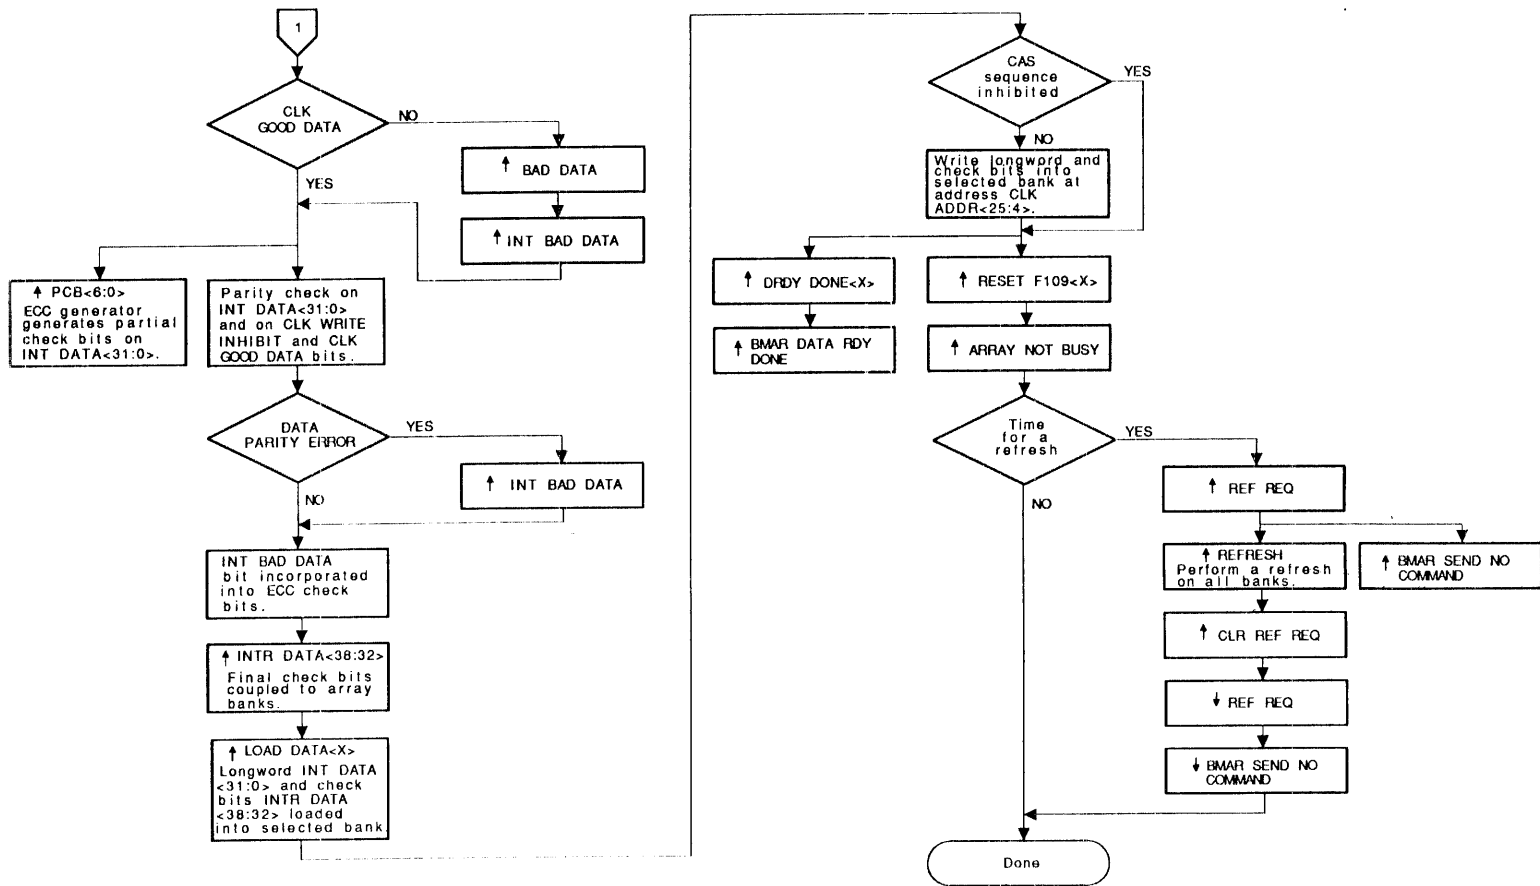 1
CLK
GOOD DATA
NO
↑ BAD DATA
YES
↑ INT BAD DATA
↑ PCB<6:0>
ECC generator
generates partial
check bits on
INT DATA<31:0>.
Parity check on
INT DATA<31:0>
and on CLK WRITE
INHIBIT and CLK
GOOD DATA bits.
DATA
PARITY ERROR
YES
↑ INT BAD DATA
NO
INT BAD DATA
bit incorporated
into ECC check
bits.
↑ INTR DATA<38:32>
Final check bits
coupled to array
banks.
↑ LOAD DATA<X>
Longword INT DATA
<31:0> and check
bits INTR DATA
<38:32> loaded
into selected bank.
CAS
sequence
inhibited
YES
NO
Write longword and
check bits into
selected bank at
address CLK
ADDR<25:4>.
↑ DRDY DONE<X>
↑ BMAR DATA RDY
DONE
↑ RESET F109<X>
↑ ARRAY NOT BUSY
Time
for a
refresh
YES
NO
↑ REF REQ
↑ REFRESH
Perform a refresh
on all banks.
↑ BMAR SEND NO
COMMAND
↑ CLR REF REQ
↓ REF REQ
↓ BMAR SEND NO
COMMAND
Done